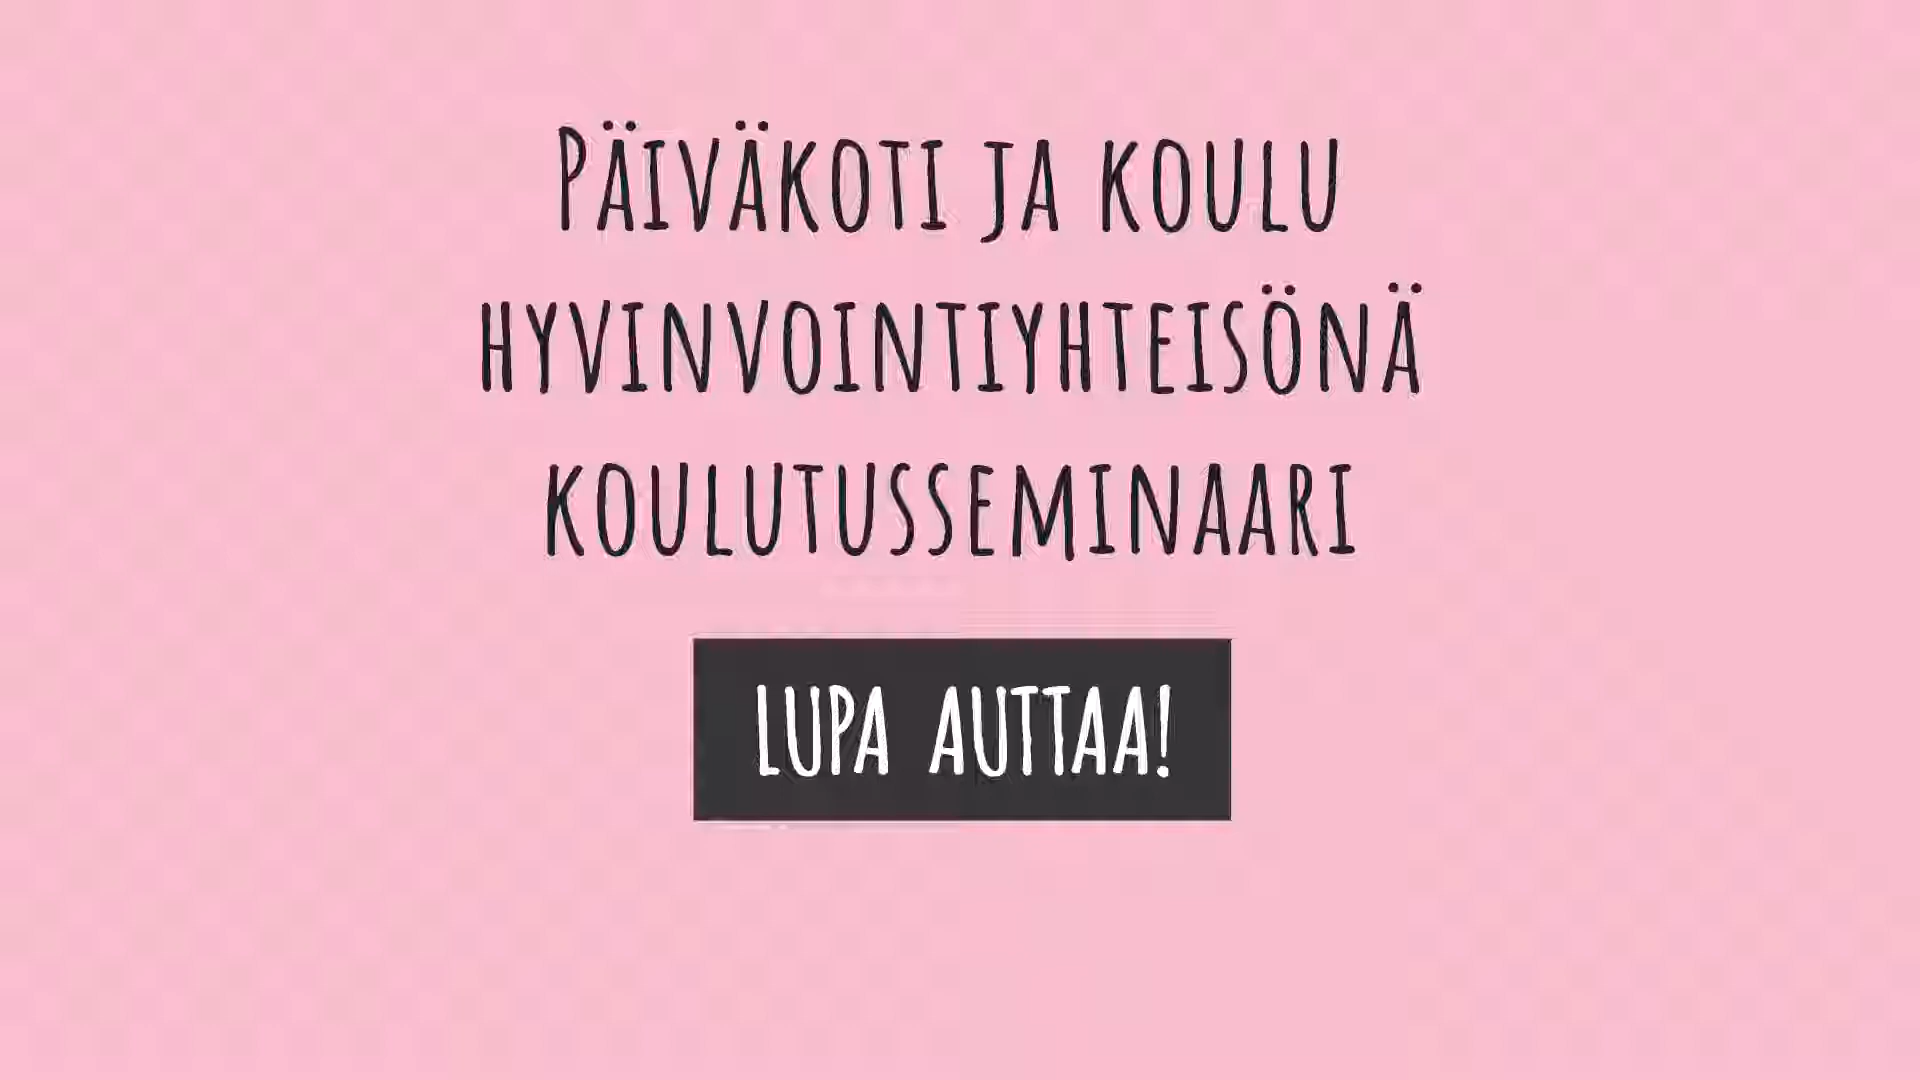 Päiväkoti ja koulu
hyvinvointiyhteisönä
koulutusseminaari
LUPA AUTTAA!